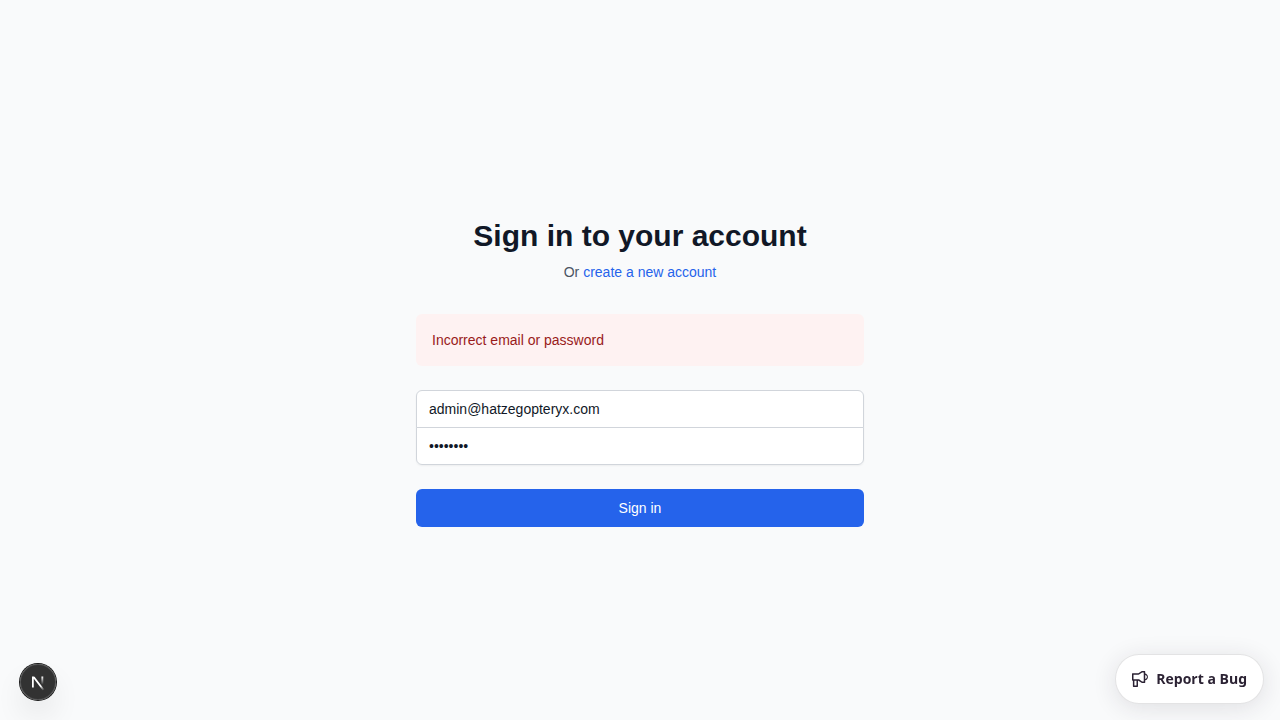 Sign in to your account
Or create a new account
Incorrect email or password
admin@hatzegopteryx.com
••••••••
Sign in
N
Report a Bug